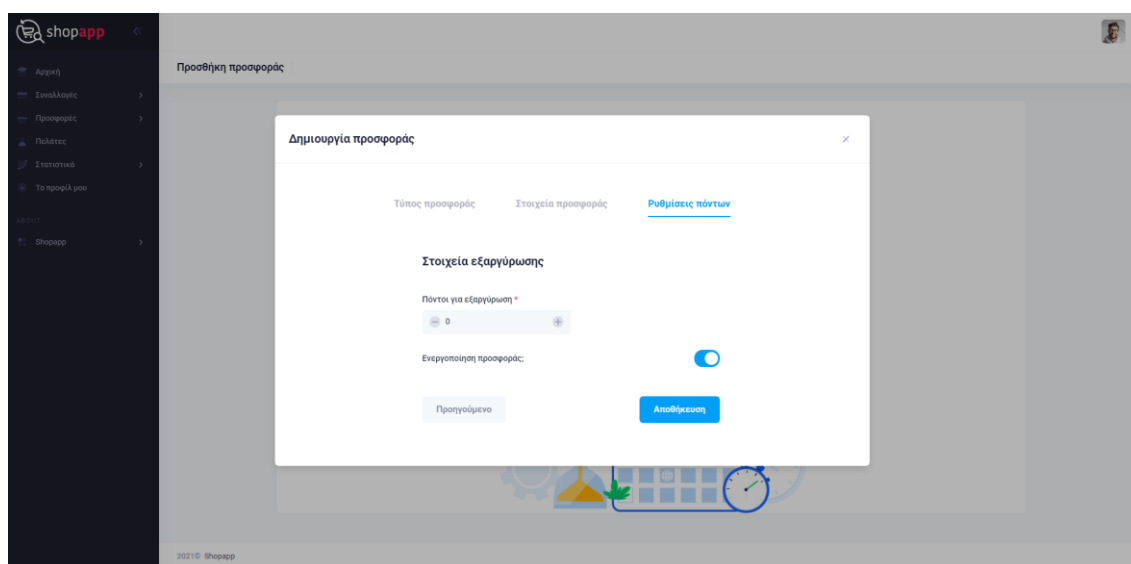 shopapp
Προσθήκη προσφοράς
Αρχική
Συναλλαγές
Προσφορές
Πελάτες
Στατιστικά
Το προφίλ μου
ABOUT
Shopapp
Δημιουργία προσφοράς
Τύπος προσφοράς Στοιχεία προσφοράς Ρυθμίσεις πόντων
Στοιχεία εξαργύρωσης
Πόντοι για εξαργύρωση *
0
Ενεργοποίηση προσφοράς;
Προηγούμενο Αποθήκευση
2021© Shopapp